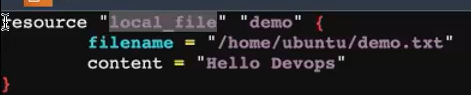 resource "local_file" "demo" {
filename = "/home/ubuntu/demo.txt"
content = "Hello Devops"
}